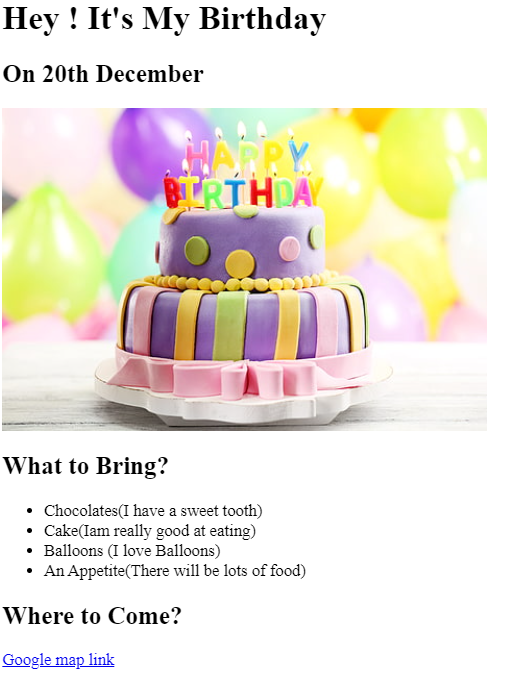 Hey ! It's My Birthday
On 20th December
HAPPY
BIRTHDAY
What to Bring?
Chocolates(I have a sweet tooth)
Cake(Iam really good at eating)
Balloons (I love Balloons)
An Appetite(There will be lots of food)
Where to Come?
Google map link